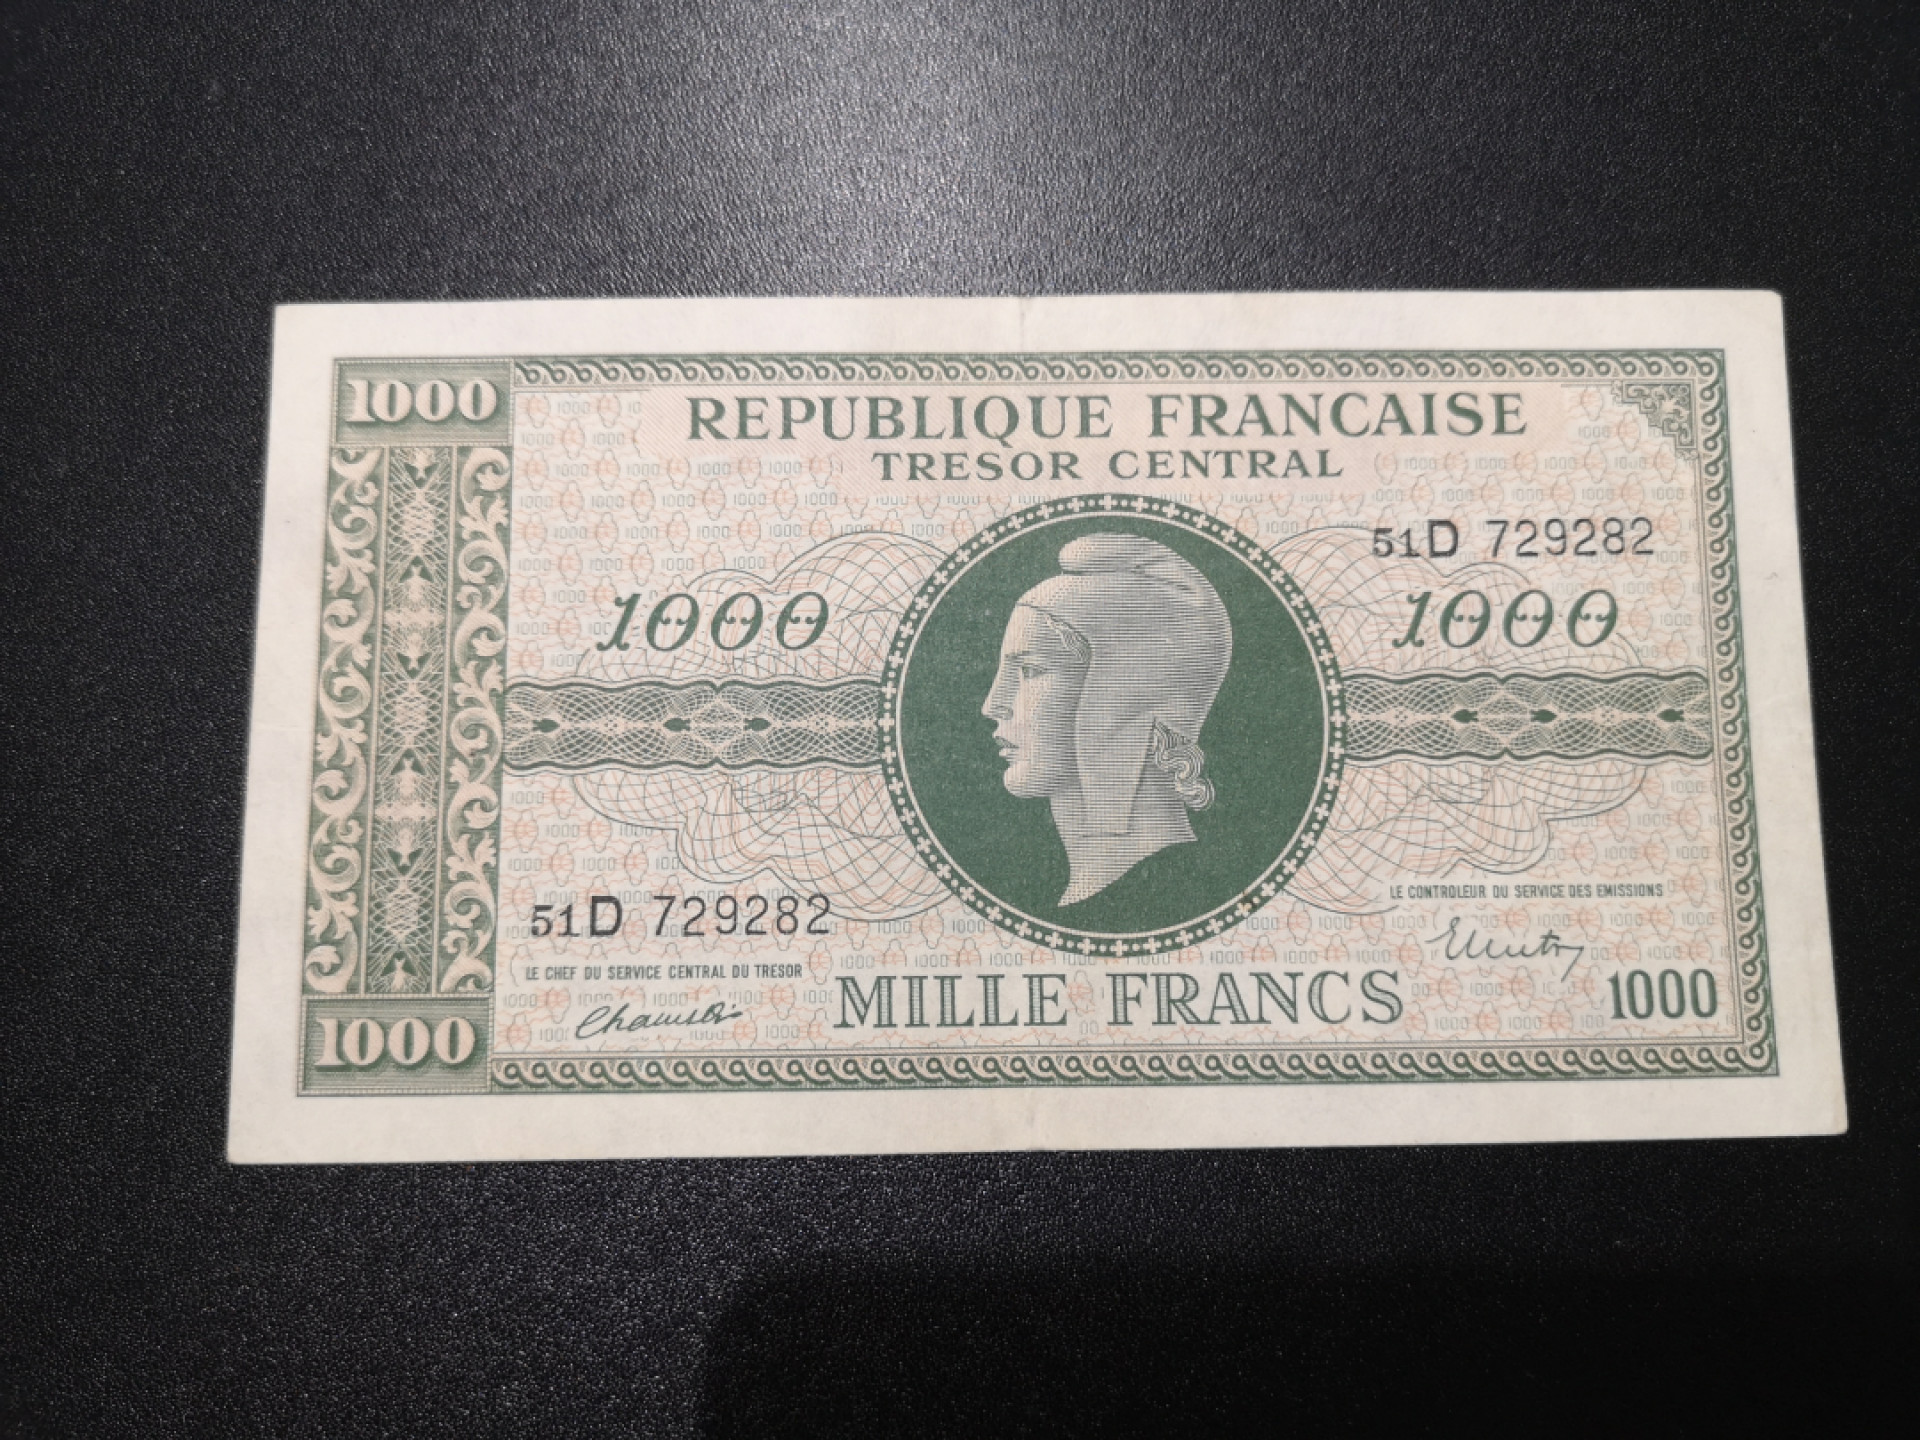 1000
REPUBLIQUE FRANCAISE
TRESOR CENTRAL
51D 729282
1000
1000
51D 729282
LE CONTROLEUR DU SERVICE DES EMISSIONS
LE CHEF DU SERVICE CENTRAL DU TRESOR
MILLE FRANCS
1000
1000